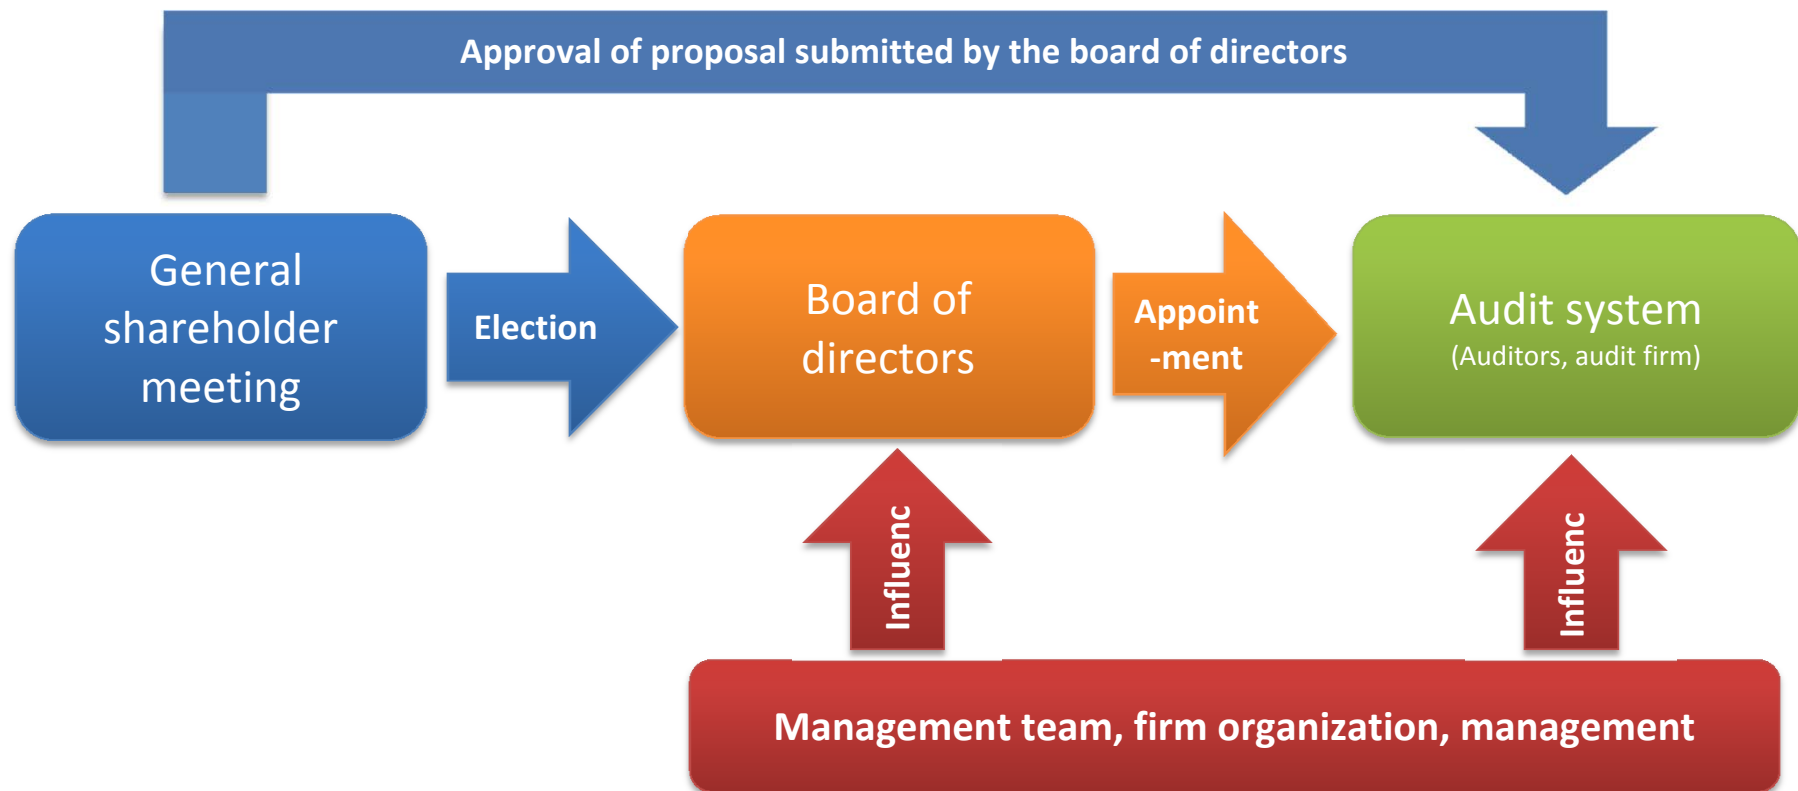 Approval of proposal submitted by the board of directors
General
shareholder
meeting
Election
Board of
directors
Appoint
-ment
Audit system
(Auditors, audit firm)
Influenc
Influenc
Management team, firm organization, management